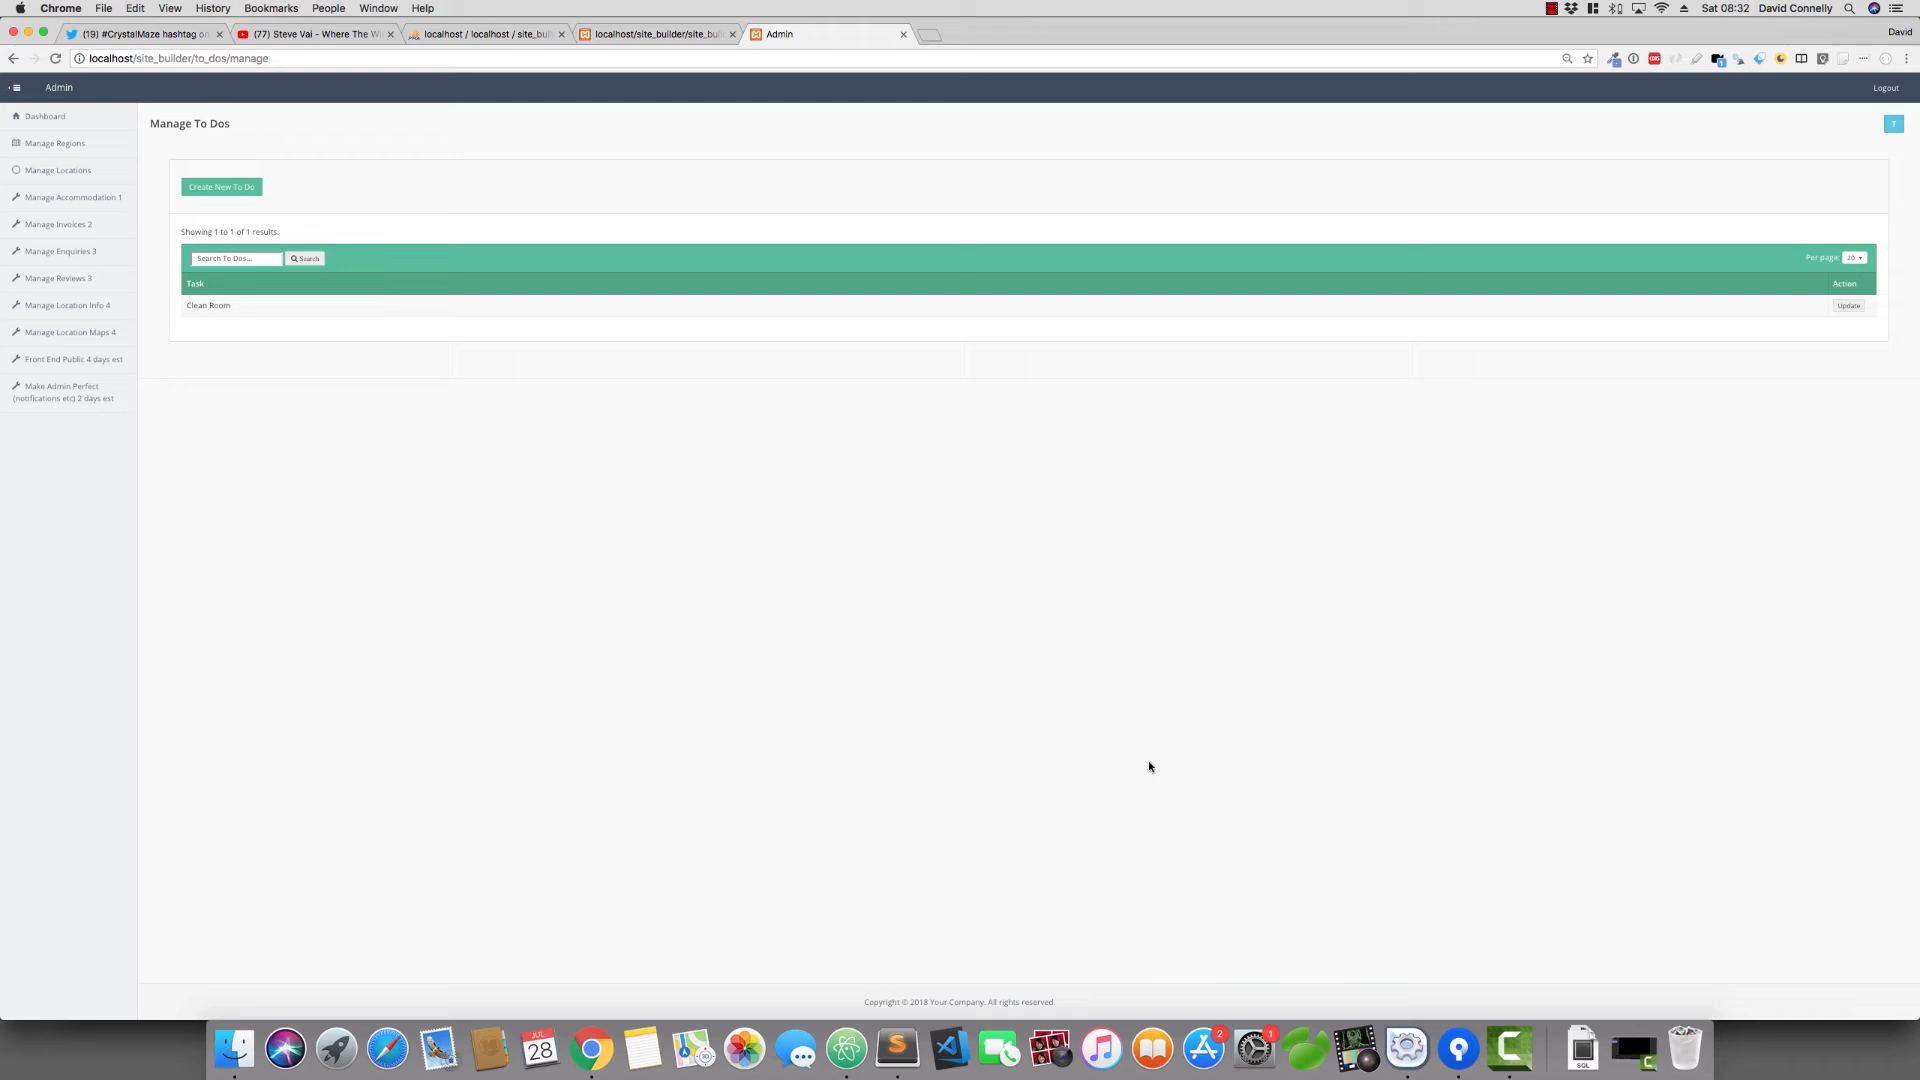 Chrome File Edit View History Bookmarks People Window Help
Sat 08:32 David Connelly
(19) #CrystalMaze hashtag on
(77) Steve Vai - Where The Wi
localhost / localhost / site_buil
localhost/site_builder/site_buil
Admin
David
localhost/site_builder/to_dos/manage
Admin
Logout
Dashboard
Manage Regions
Manage Locations
Manage Accommodation 1
Manage Invoices 2
Manage Enquiries 3
Manage Reviews 3
Manage Location Info 4
Manage Location Maps 4
Front End Public 4 days est
Make Admin Perfect
(notifications etc) 2 days est
Manage To Dos
T
Create New To Do
Showing 1 to 1 of 1 results.
Search To Dos...
Search
Per page: 20
Task
Action
Clean Room
Update
Copyright © 2018 Your Company. All rights reserved.
JUL
28
2
1
SQL